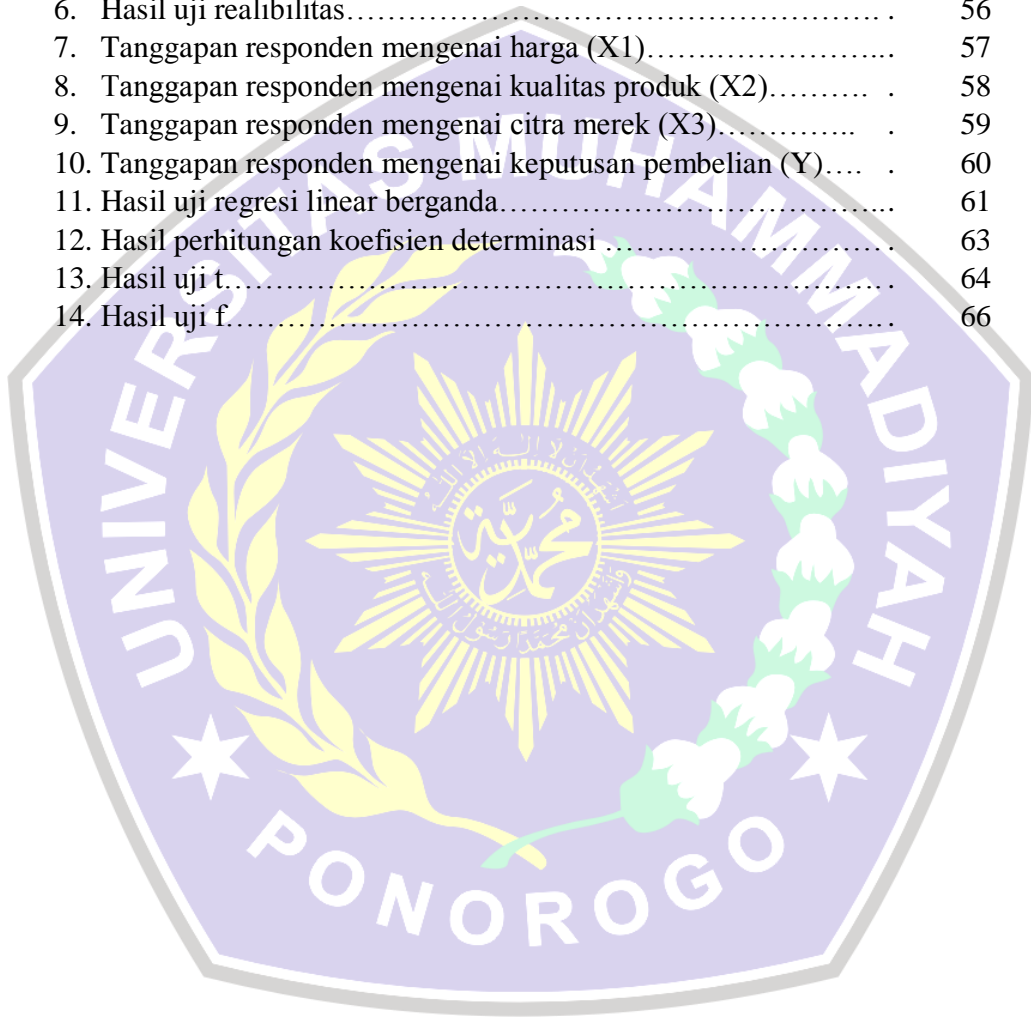 6. Hasil uji realibilitas…………………………………………….. . 56
7. Tanggapan responden mengenai harga (X1)…………………... 57
8. Tanggapan responden mengenai kualitas produk (X2)………. . 58
9. Tanggapan responden mengenai citra merek (X3)………….. . 59
10. Tanggapan responden mengenai keputusan pembelian (Y)…. . 60
11. Hasil uji regresi linear berganda………………………………... 61
12. Hasil perhitungan koefisien determinasi ………………………. 63
13. Hasil uji t………………………………………………………. . 64
14. Hasil uji f………………………………………………………. . 66
UNIVERSITAS MUHAMMADIYAH
PONOROGO
محمدية